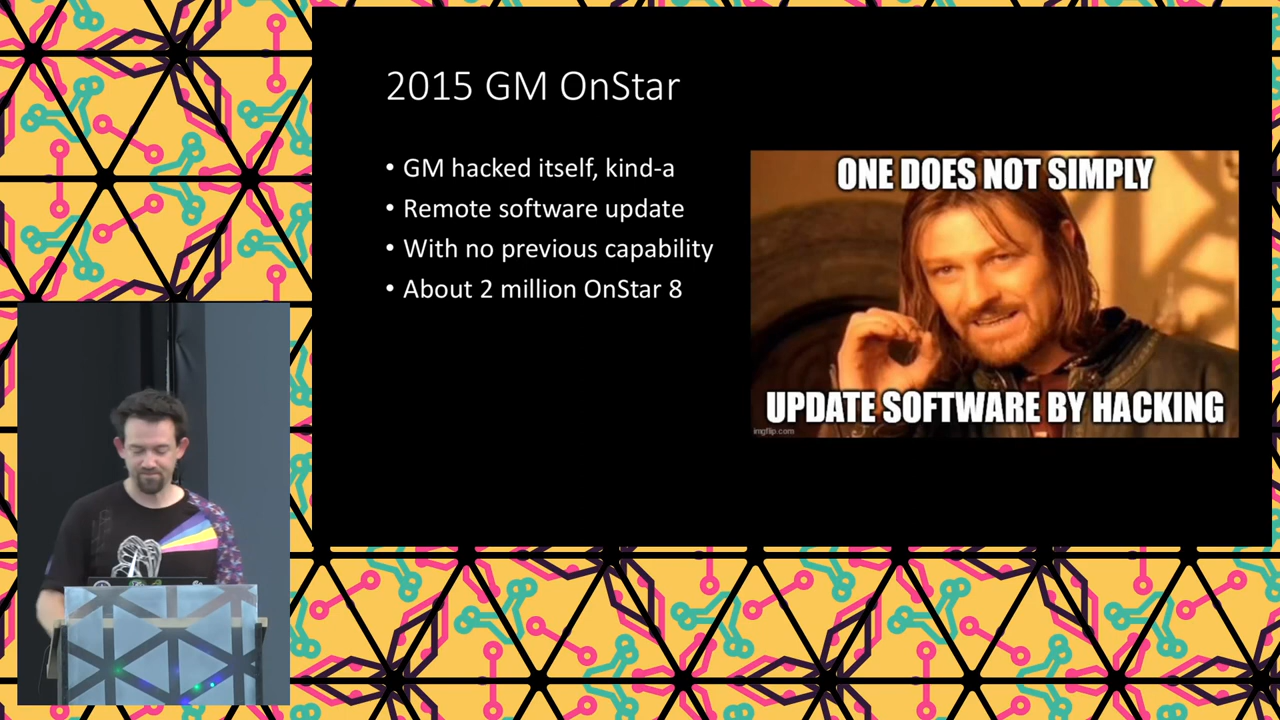 2015 GM OnStar
• GM hacked itself, kind-a
• Remote software update
• With no previous capability
• About 2 million OnStar 8
ONE DOES NOT SIMPLY
UPDATE SOFTWARE BY HACKING
imgflip.com